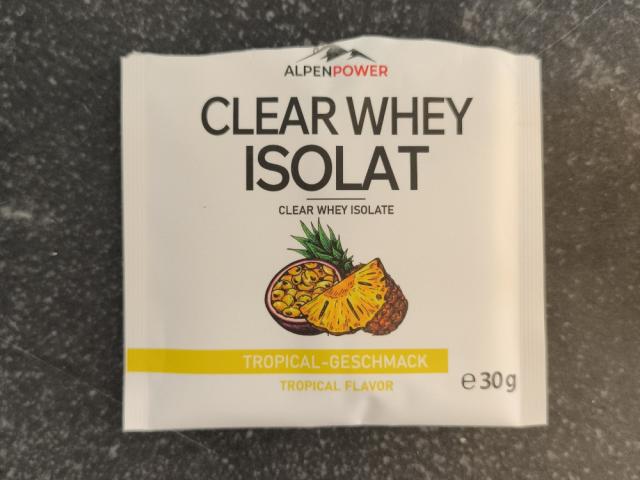 ALPENPOWER
CLEAR WHEY
ISOLAT
CLEAR WHEY ISOLATE
TROPICAL-GESCHMACK
TROPICAL FLAVOR
℮ 30 g